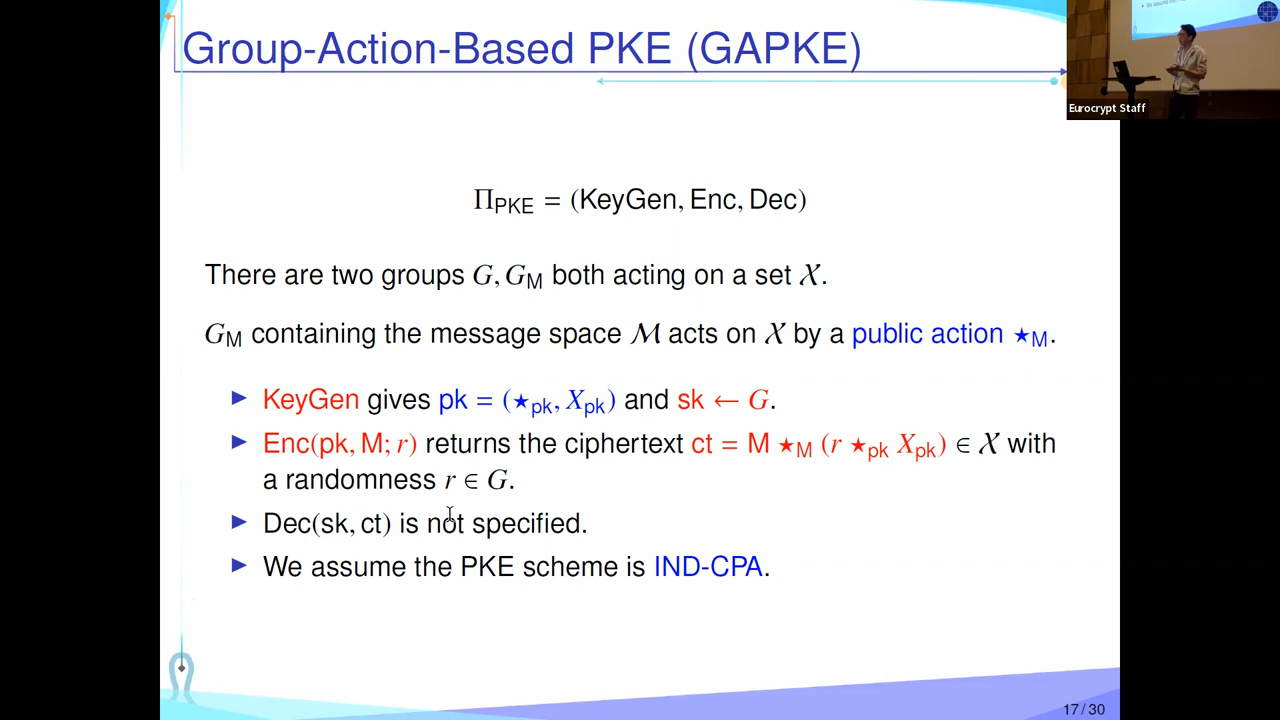 Group-Action-Based PKE (GAPKE)
Eurocrypt Staff
Π_PKE = (KeyGen, Enc, Dec)
There are two groups G, G_M both acting on a set 𝒳.
G_M containing the message space ℳ acts on 𝒳 by a public action ⋆_M.
▶ KeyGen gives pk = (⋆_pk, X_pk) and sk ← G.
▶ Enc(pk, M; r) returns the ciphertext ct = M ⋆_M (r ⋆_pk X_pk) ∈ 𝒳 with
a randomness r ∈ G.
▶ Dec(sk, ct) is not specified.
▶ We assume the PKE scheme is IND-CPA.
17 / 30